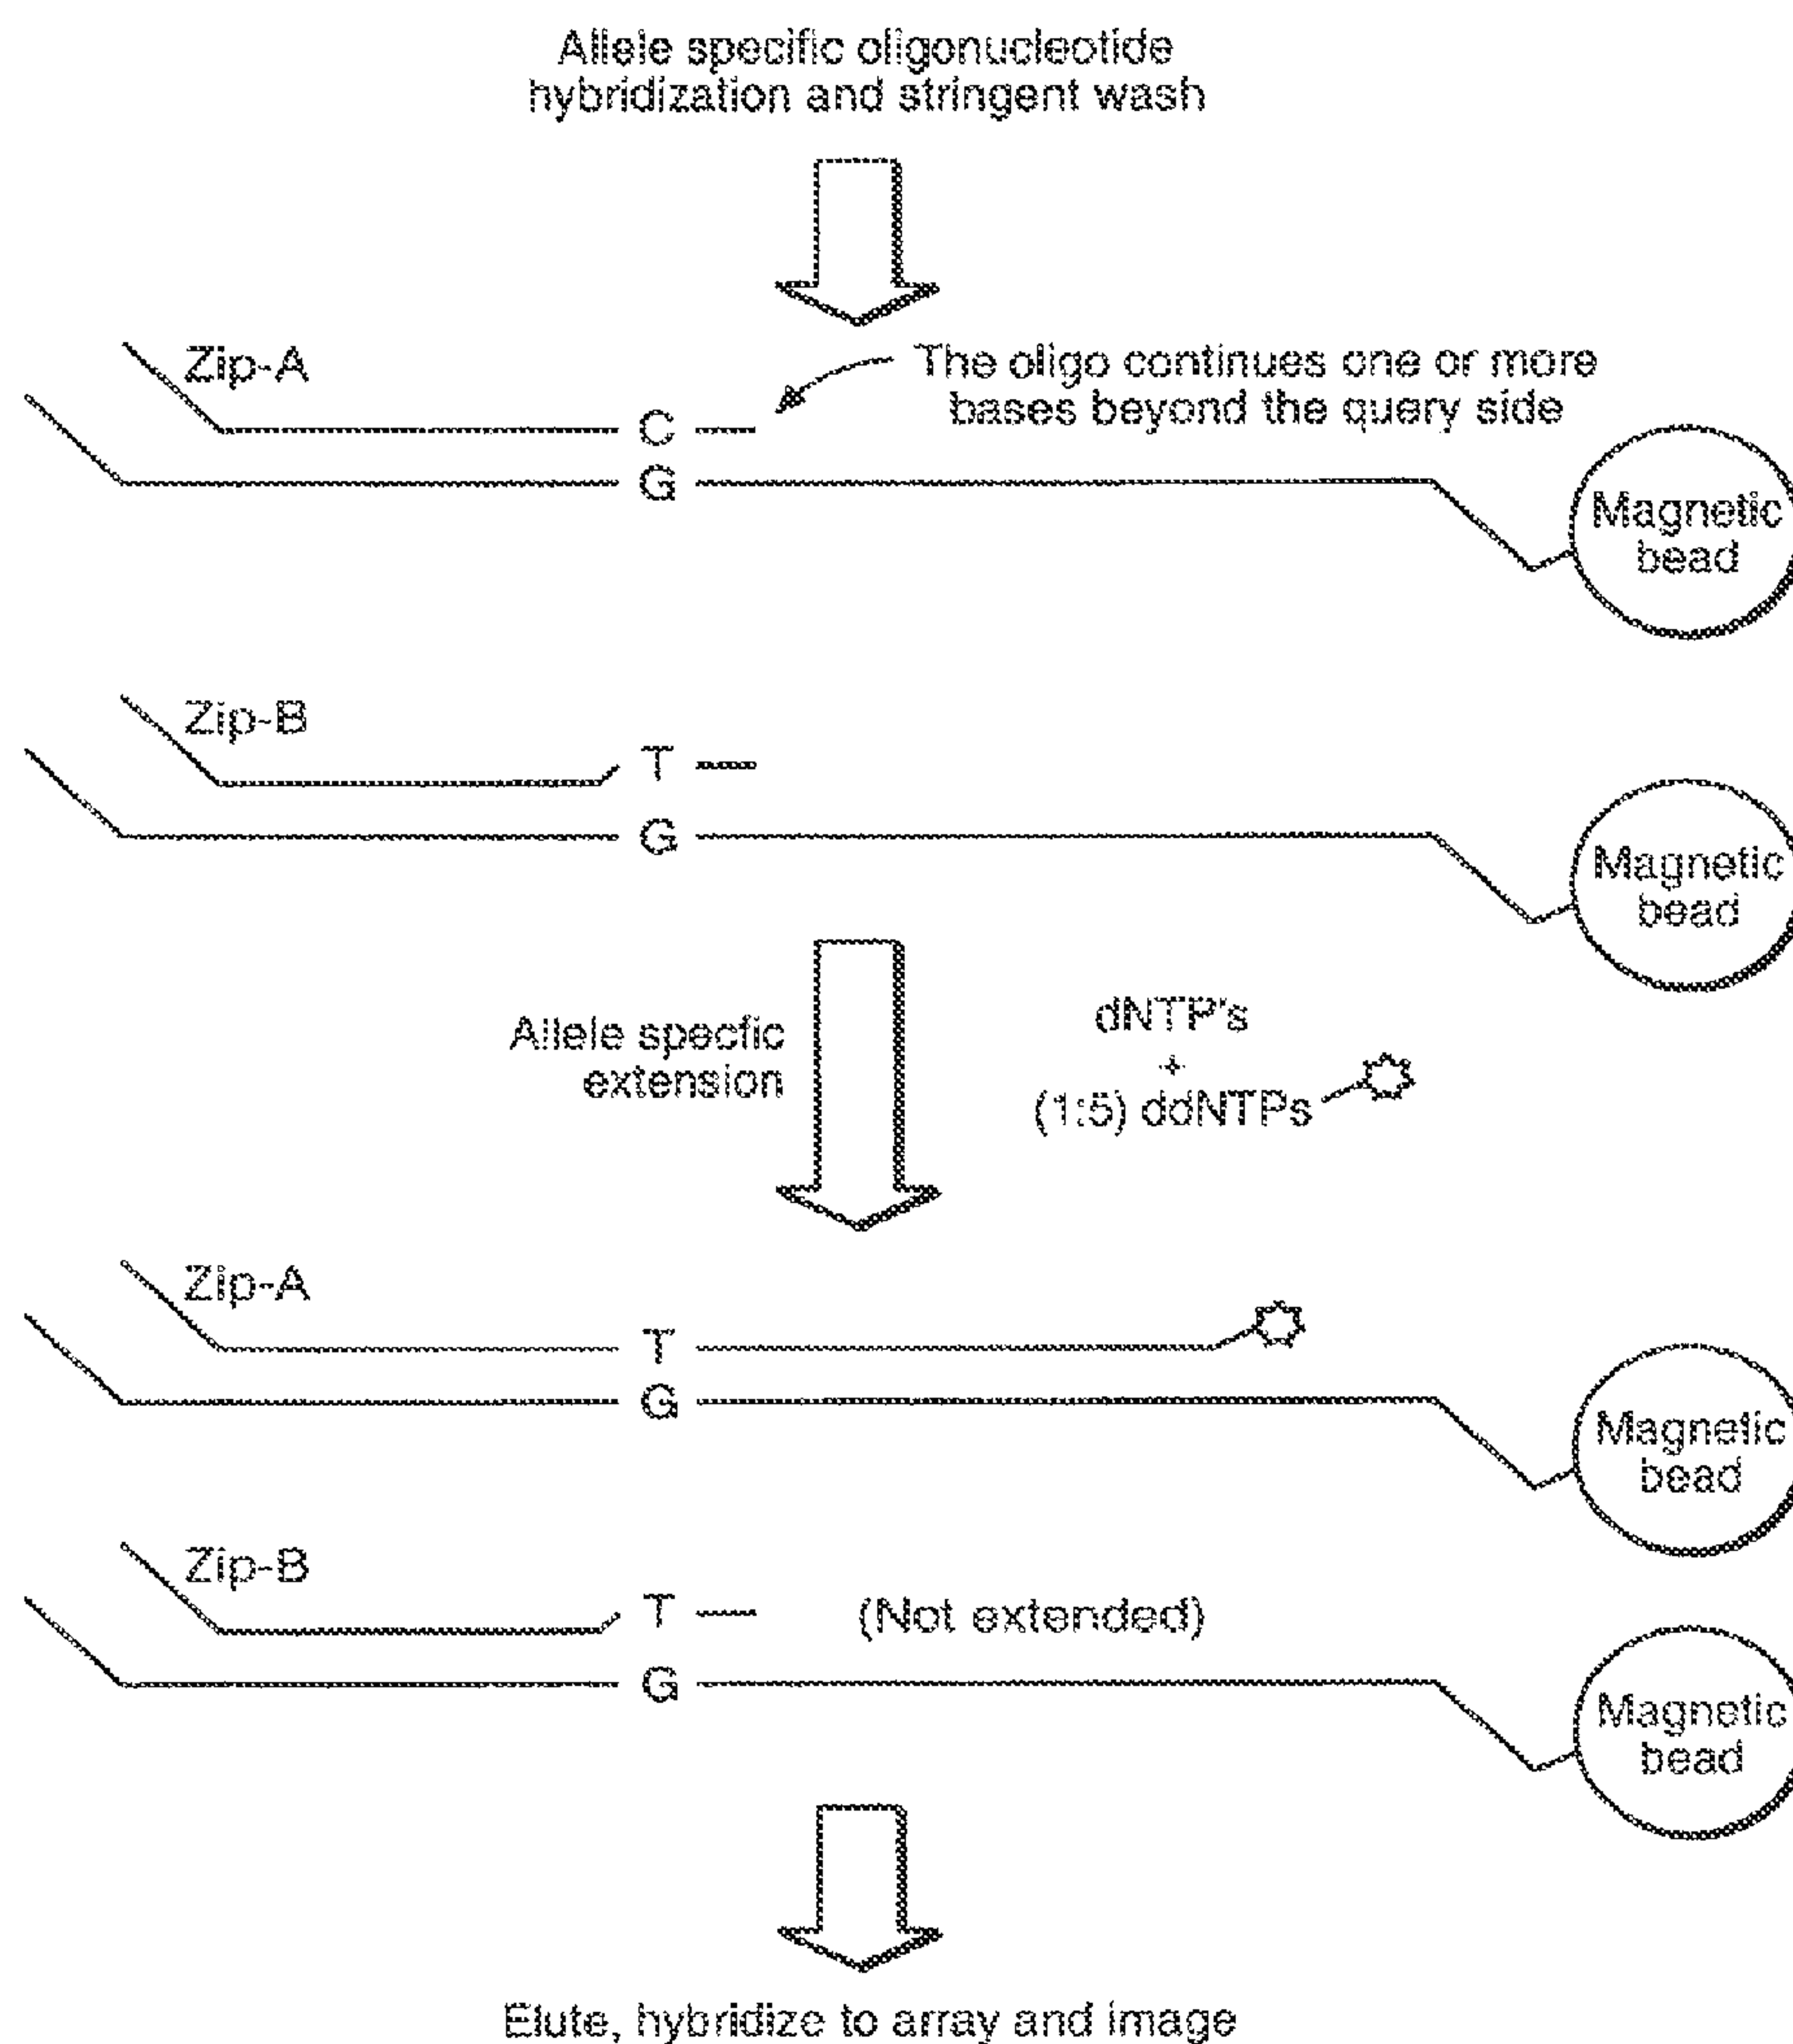 Allele specific oligonucleotide
hybridization and stringent wash
Zip-A
The oligo continues one or more
bases beyond the query side
C
G
Magnetic
bead
Zip-B
T
G
Magnetic
bead
Allele specfic
extension
dNTP's
+
(1:5) ddNTPs
Zip-A
T
G
Magnetic
bead
Zip-B
T
(Not extended)
G
Magnetic
bead
Elute, hybridize to array and image